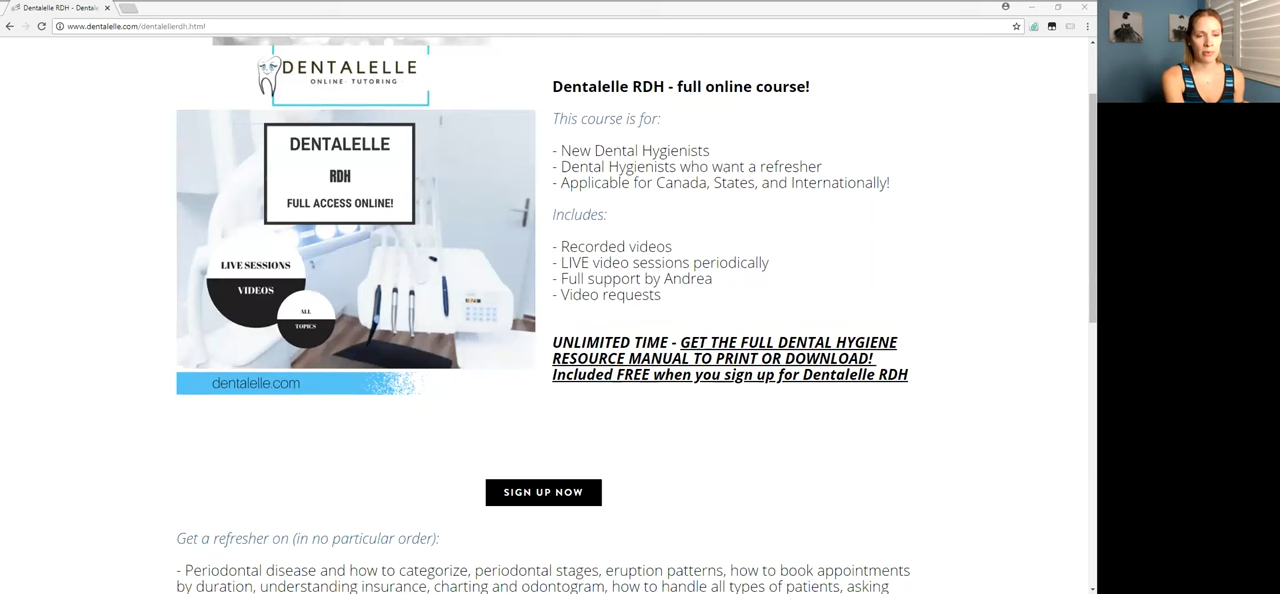 Dentalelle RDH - Dentale
www.dentalelle.com/dentalellerdh.html
DENTALELLE
ONLINE TUTORING
DENTALELLE
RDH
FULL ACCESS ONLINE!
LIVE SESSIONS
VIDEOS
ALL
TOPICS
dentalelle.com
Dentalelle RDH - full online course!
This course is for:
- New Dental Hygienists
- Dental Hygienists who want a refresher
- Applicable for Canada, States, and Internationally!
Includes:
- Recorded videos
- LIVE video sessions periodically
- Full support by Andrea
- Video requests
UNLIMITED TIME - GET THE FULL DENTAL HYGIENE
RESOURCE MANUAL TO PRINT OR DOWNLOAD!
Included FREE when you sign up for Dentalelle RDH
SIGN UP NOW
Get a refresher on (in no particular order):
- Periodontal disease and how to categorize, periodontal stages, eruption patterns, how to book appointments
by duration, understanding insurance, charting and odontogram, how to handle all types of patients, asking